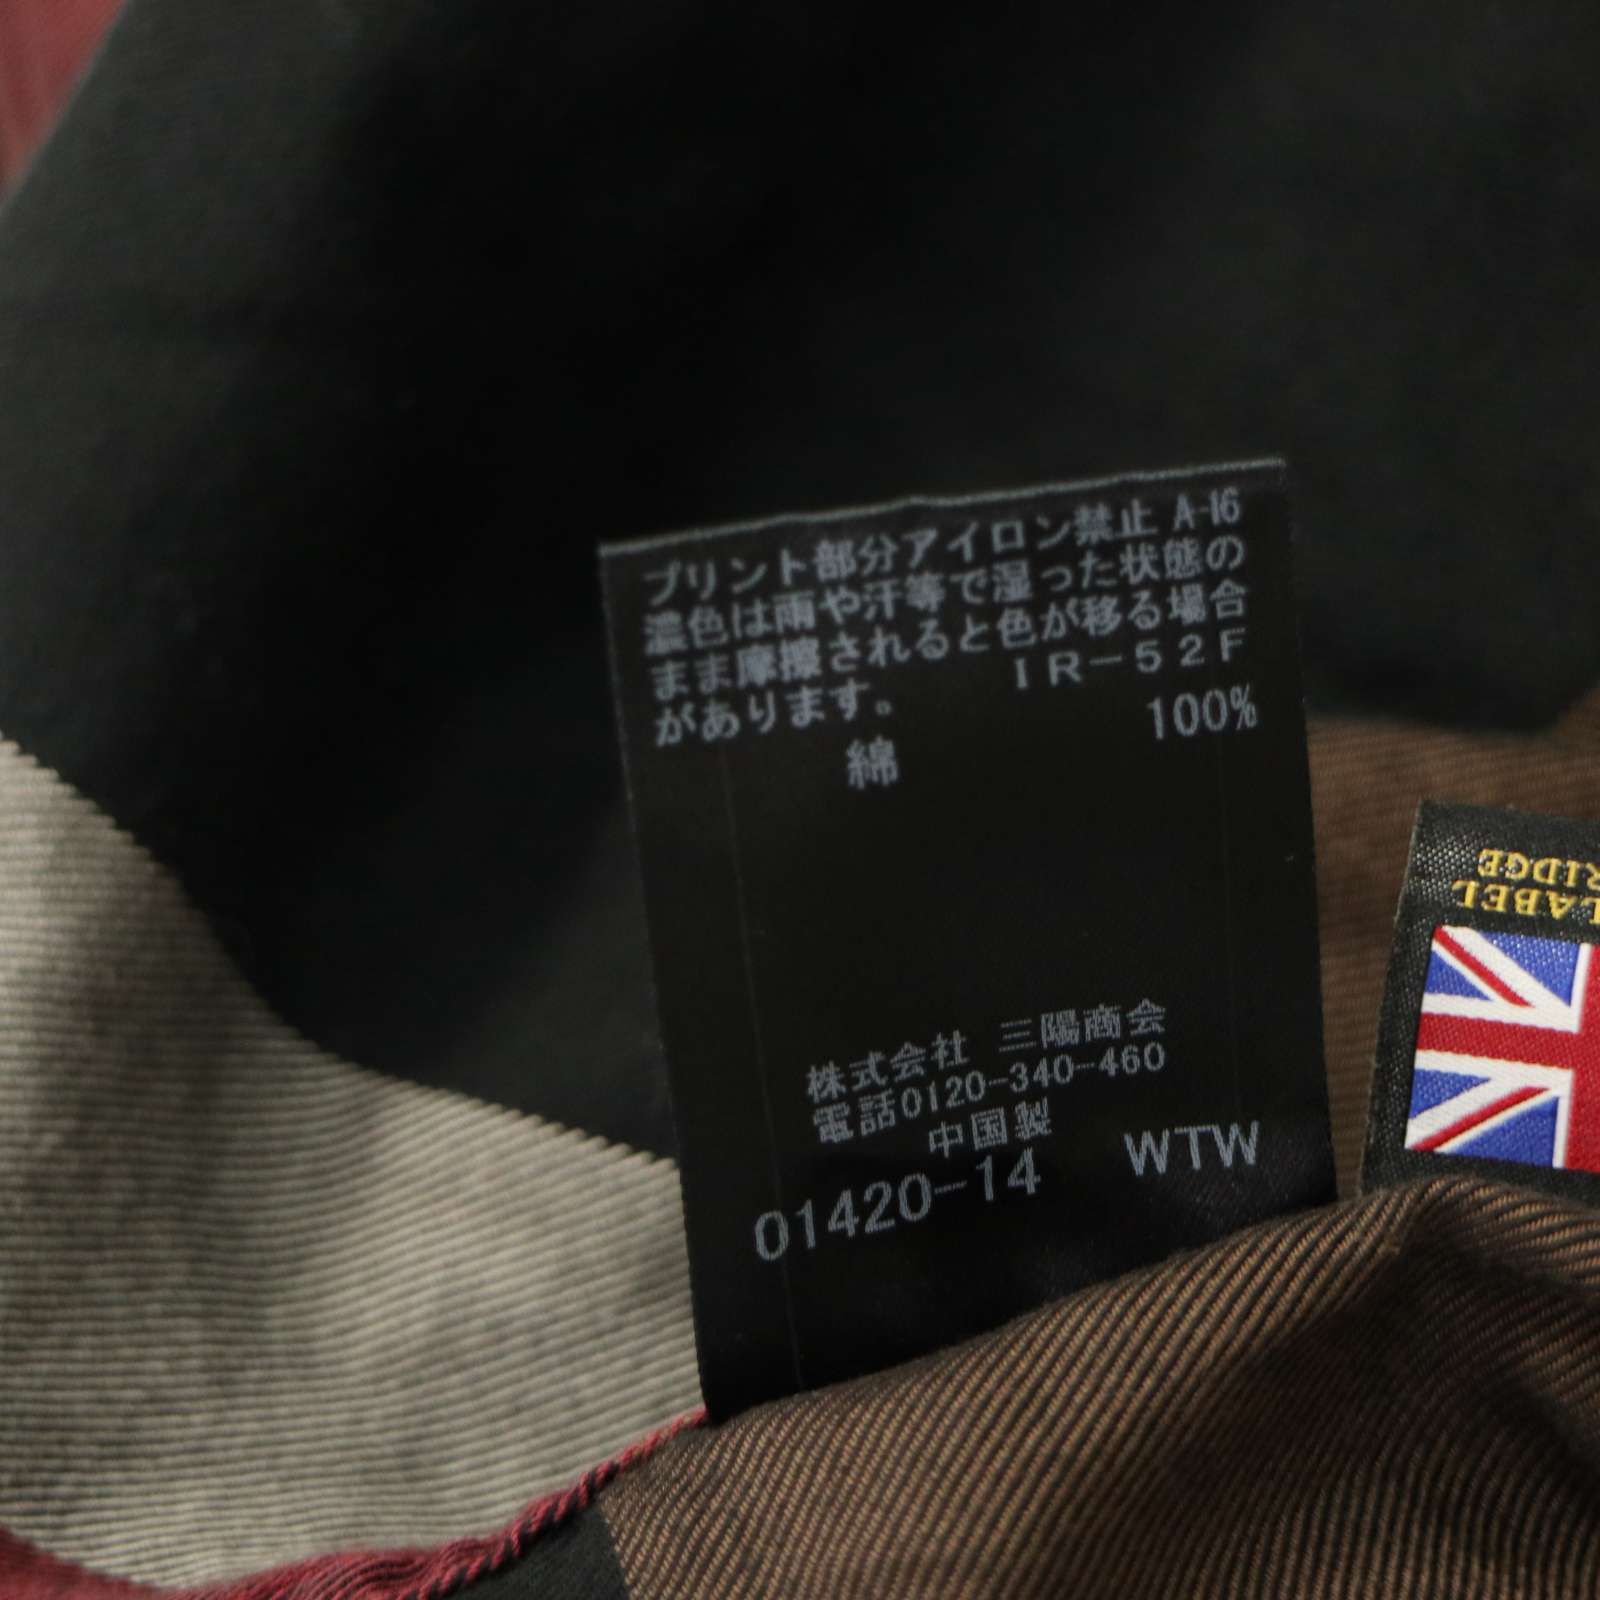 プリント部分アイロン禁止 A-16
濃色は雨や汗等で湿った状態の
まま摩擦されると色が移る場合
があります。 IR-52F
綿 100%
株式会社 三陽商会
電話0120-340-460
中国製
01420-14 WTW
LABEL
RIDGE